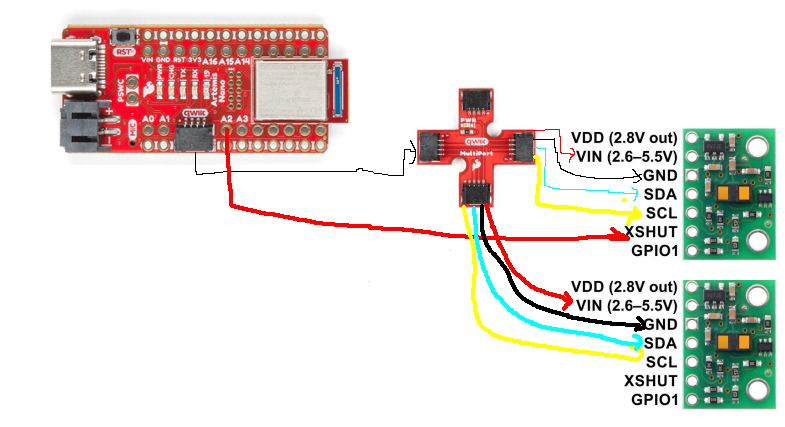 RST
VIN GND RST 3V3 A16 A15 A14
PSWC
PWR
CHG
TX
RX
19
Artemis
Nano
MIC
A0 A1
qwiic
A2 A3
PWR
qwiic
MultiPort
VDD (2.8V out)
VIN (2.6–5.5V)
GND
SDA
SCL
XSHUT
GPIO1
VDD (2.8V out)
VIN (2.6–5.5V)
GND
SDA
SCL
XSHUT
GPIO1